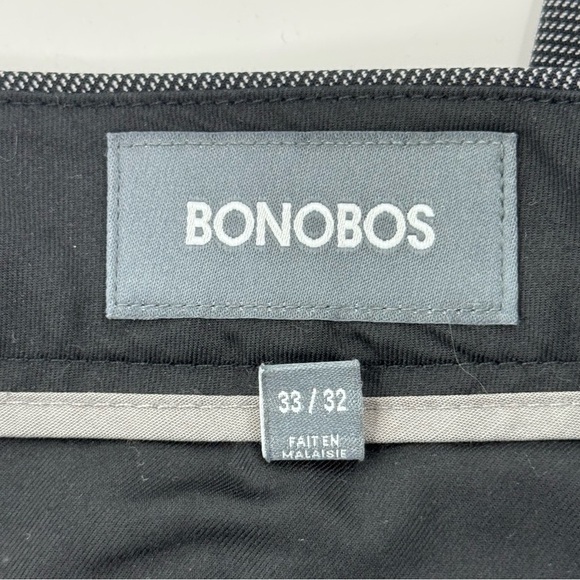 BONOBOS
33 / 32
FAIT EN
MALAISIE